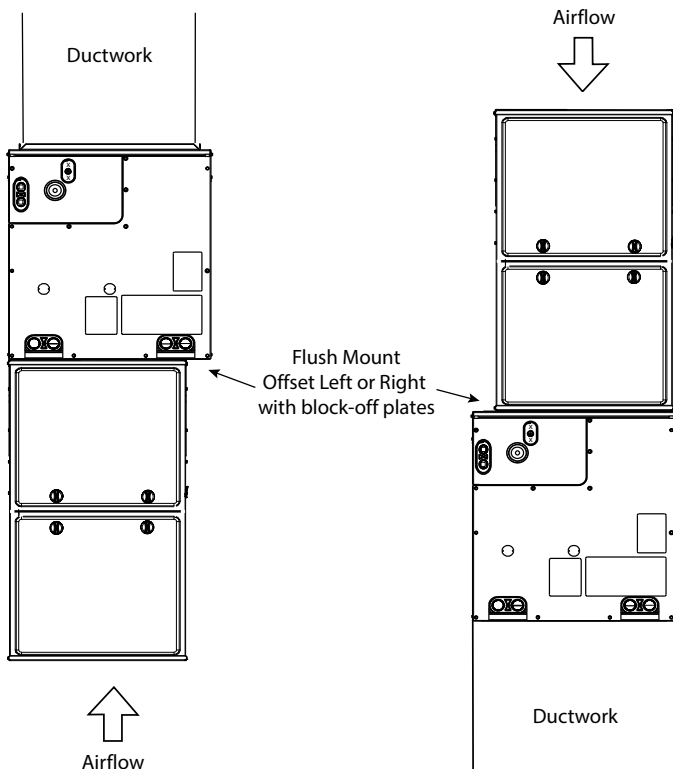 Ductwork
Airflow
Flush Mount
Offset Left or Right
with block-off plates
Ductwork
Airflow